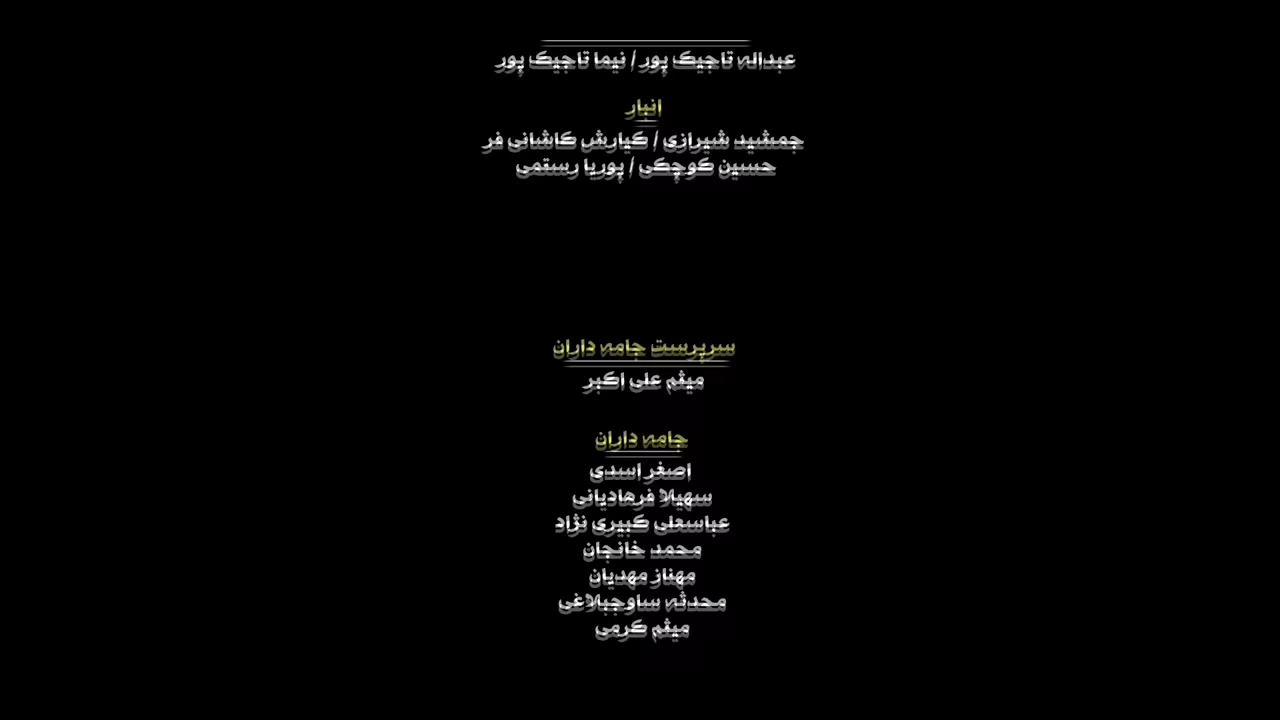 عبداله تاجیک پور / نیما تاجیک پور
انبار
جمشید شیرازی / کیارش کاشانی فر
حسین کوچکی / پوریا رستمی
سرپرست جامه داران
میثم علی اکبر
جامه داران
اصغر اسدی
سهیلا فرهادیانی
عباسعلی کبیری نژاد
محمد خانجان
مهناز مهدیان
محدثه ساوجبلاغی
میثم کرمی